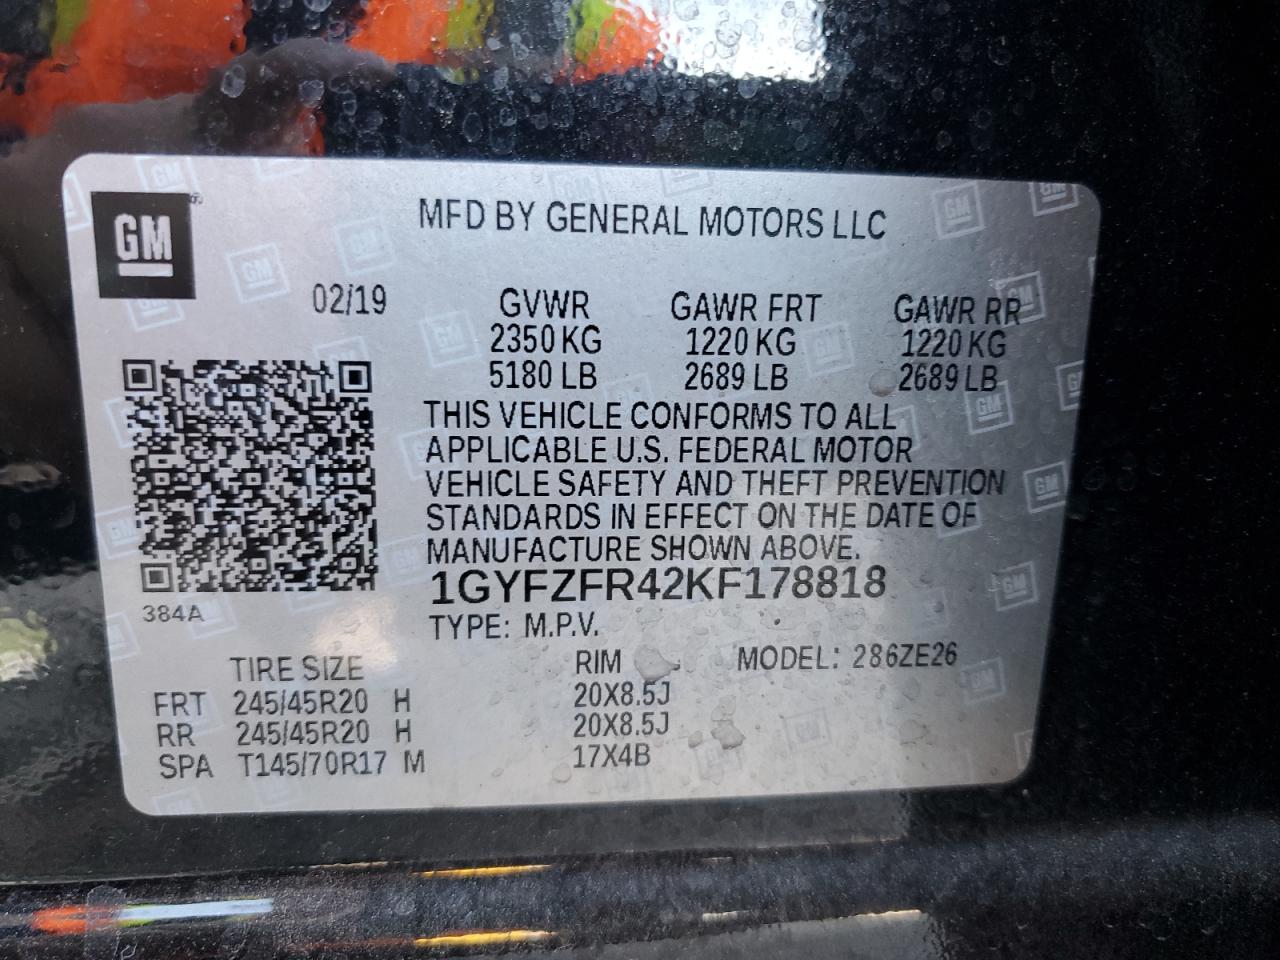 GM
MFD BY GENERAL MOTORS LLC
02/19
GVWR GAWR FRT GAWR RR
2350 KG 1220 KG 1220 KG
5180 LB 2689 LB 2689 LB
THIS VEHICLE CONFORMS TO ALL
APPLICABLE U.S. FEDERAL MOTOR
VEHICLE SAFETY AND THEFT PREVENTION
STANDARDS IN EFFECT ON THE DATE OF
MANUFACTURE SHOWN ABOVE.
1GYFZFR42KF178818
384A
TYPE: M.P.V.
TIRE SIZE RIM MODEL: 286ZE26
FRT 245/45R20 H 20X8.5J
RR 245/45R20 H 20X8.5J
SPA T145/70R17 M 17X4B